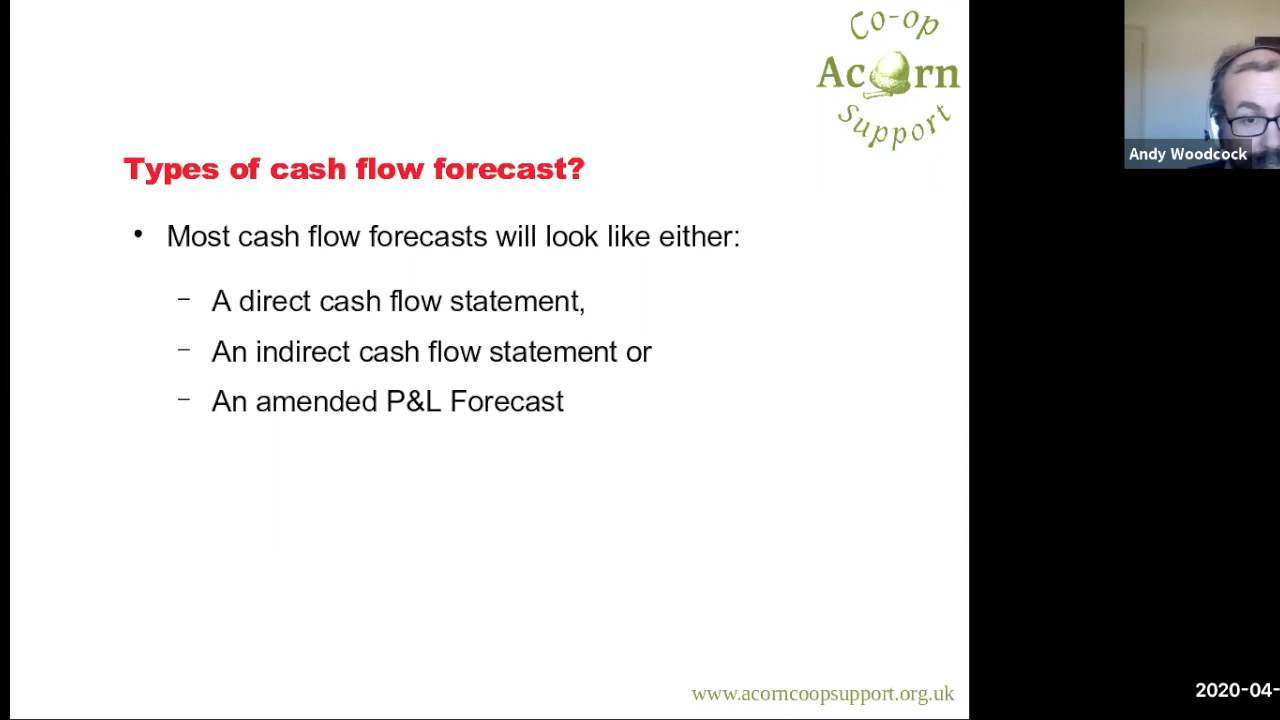 Co-op
Acorn
Support
Andy Woodcock
Types of cash flow forecast?
• Most cash flow forecasts will look like either:
– A direct cash flow statement,
– An indirect cash flow statement or
– An amended P&L Forecast
www.acorncoopsupport.org.uk
2020-04-